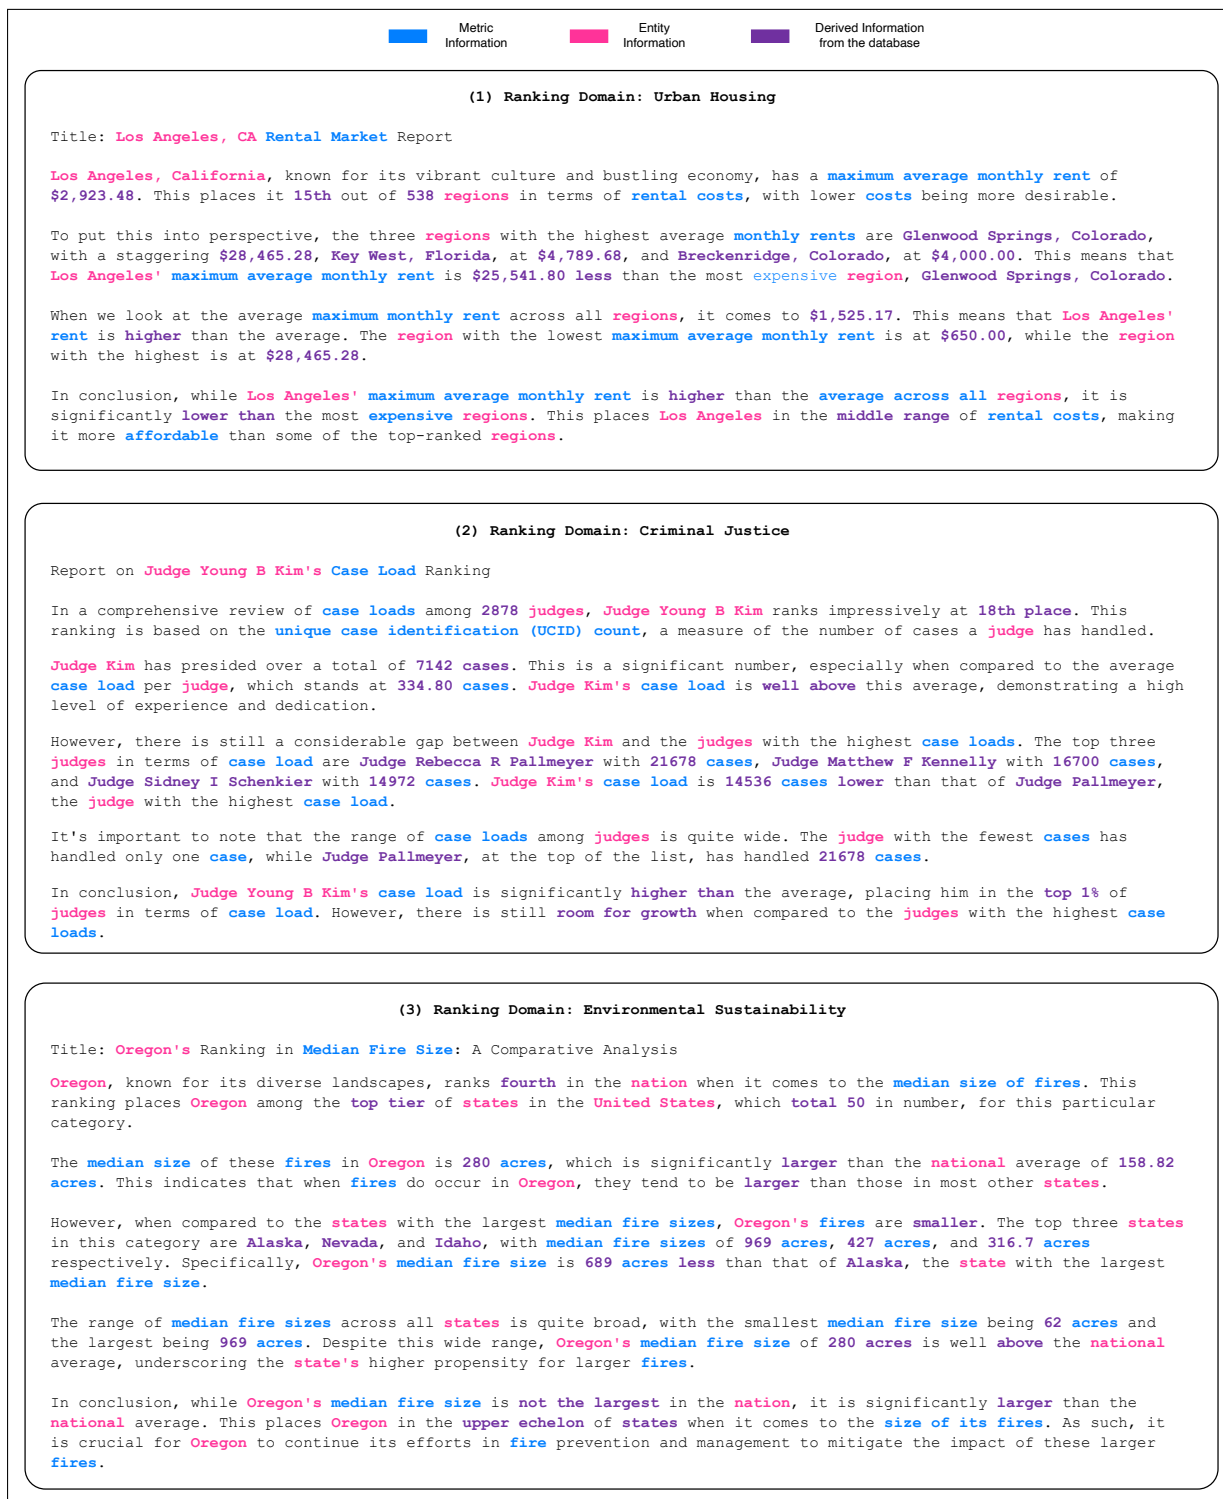 Metric
Information
Entity
Information
Derived Information
from the database
(1) Ranking Domain: Urban Housing
Title: Los Angeles, CA Rental Market Report
Los Angeles, California, known for its vibrant culture and bustling economy, has a maximum average monthly rent of
$2,923.48. This places it 15th out of 538 regions in terms of rental costs, with lower costs being more desirable.
To put this into perspective, the three regions with the highest average monthly rents are Glenwood Springs, Colorado,
with a staggering $28,465.28, Key West, Florida, at $4,789.68, and Breckenridge, Colorado, at $4,000.00. This means that
Los Angeles' maximum average monthly rent is $25,541.80 less than the most expensive region, Glenwood Springs, Colorado.
When we look at the average maximum monthly rent across all regions, it comes to $1,525.17. This means that Los Angeles'
rent is higher than the average. The region with the lowest maximum average monthly rent is at $650.00, while the region
with the highest is at $28,465.28.
In conclusion, while Los Angeles' maximum average monthly rent is higher than the average across all regions, it is
significantly lower than the most expensive regions. This places Los Angeles in the middle range of rental costs, making
it more affordable than some of the top-ranked regions.
(2) Ranking Domain: Criminal Justice
Report on Judge Young B Kim's Case Load Ranking
In a comprehensive review of case loads among 2878 judges, Judge Young B Kim ranks impressively at 18th place. This
ranking is based on the unique case identification (UCID) count, a measure of the number of cases a judge has handled.
Judge Kim has presided over a total of 7142 cases. This is a significant number, especially when compared to the average
case load per judge, which stands at 334.80 cases. Judge Kim's case load is well above this average, demonstrating a high
level of experience and dedication.
However, there is still a considerable gap between Judge Kim and the judges with the highest case loads. The top three
judges in terms of case load are Judge Rebecca R Pallmeyer with 21678 cases, Judge Matthew F Kennelly with 16700 cases,
and Judge Sidney I Schenkier with 14972 cases. Judge Kim's case load is 14536 cases lower than that of Judge Pallmeyer,
the judge with the highest case load.
It's important to note that the range of case loads among judges is quite wide. The judge with the fewest cases has
handled only one case, while Judge Pallmeyer, at the top of the list, has handled 21678 cases.
In conclusion, Judge Young B Kim's case load is significantly higher than the average, placing him in the top 1% of
judges in terms of case load. However, there is still room for growth when compared to the judges with the highest case
loads.
(3) Ranking Domain: Environmental Sustainability
Title: Oregon's Ranking in Median Fire Size: A Comparative Analysis
Oregon, known for its diverse landscapes, ranks fourth in the nation when it comes to the median size of fires. This
ranking places Oregon among the top tier of states in the United States, which total 50 in number, for this particular
category.
The median size of these fires in Oregon is 280 acres, which is significantly larger than the national average of 158.82
acres. This indicates that when fires do occur in Oregon, they tend to be larger than those in most other states.
However, when compared to the states with the largest median fire sizes, Oregon's fires are smaller. The top three states
in this category are Alaska, Nevada, and Idaho, with median fire sizes of 969 acres, 427 acres, and 316.7 acres
respectively. Specifically, Oregon's median fire size is 689 acres less than that of Alaska, the state with the largest
median fire size.
The range of median fire sizes across all states is quite broad, with the smallest median fire size being 62 acres and
the largest being 969 acres. Despite this wide range, Oregon's median fire size of 280 acres is well above the national
average, underscoring the state's higher propensity for larger fires.
In conclusion, while Oregon's median fire size is not the largest in the nation, it is significantly larger than the
national average. This places Oregon in the upper echelon of states when it comes to the size of its fires. As such, it
is crucial for Oregon to continue its efforts in fire prevention and management to mitigate the impact of these larger
fires.